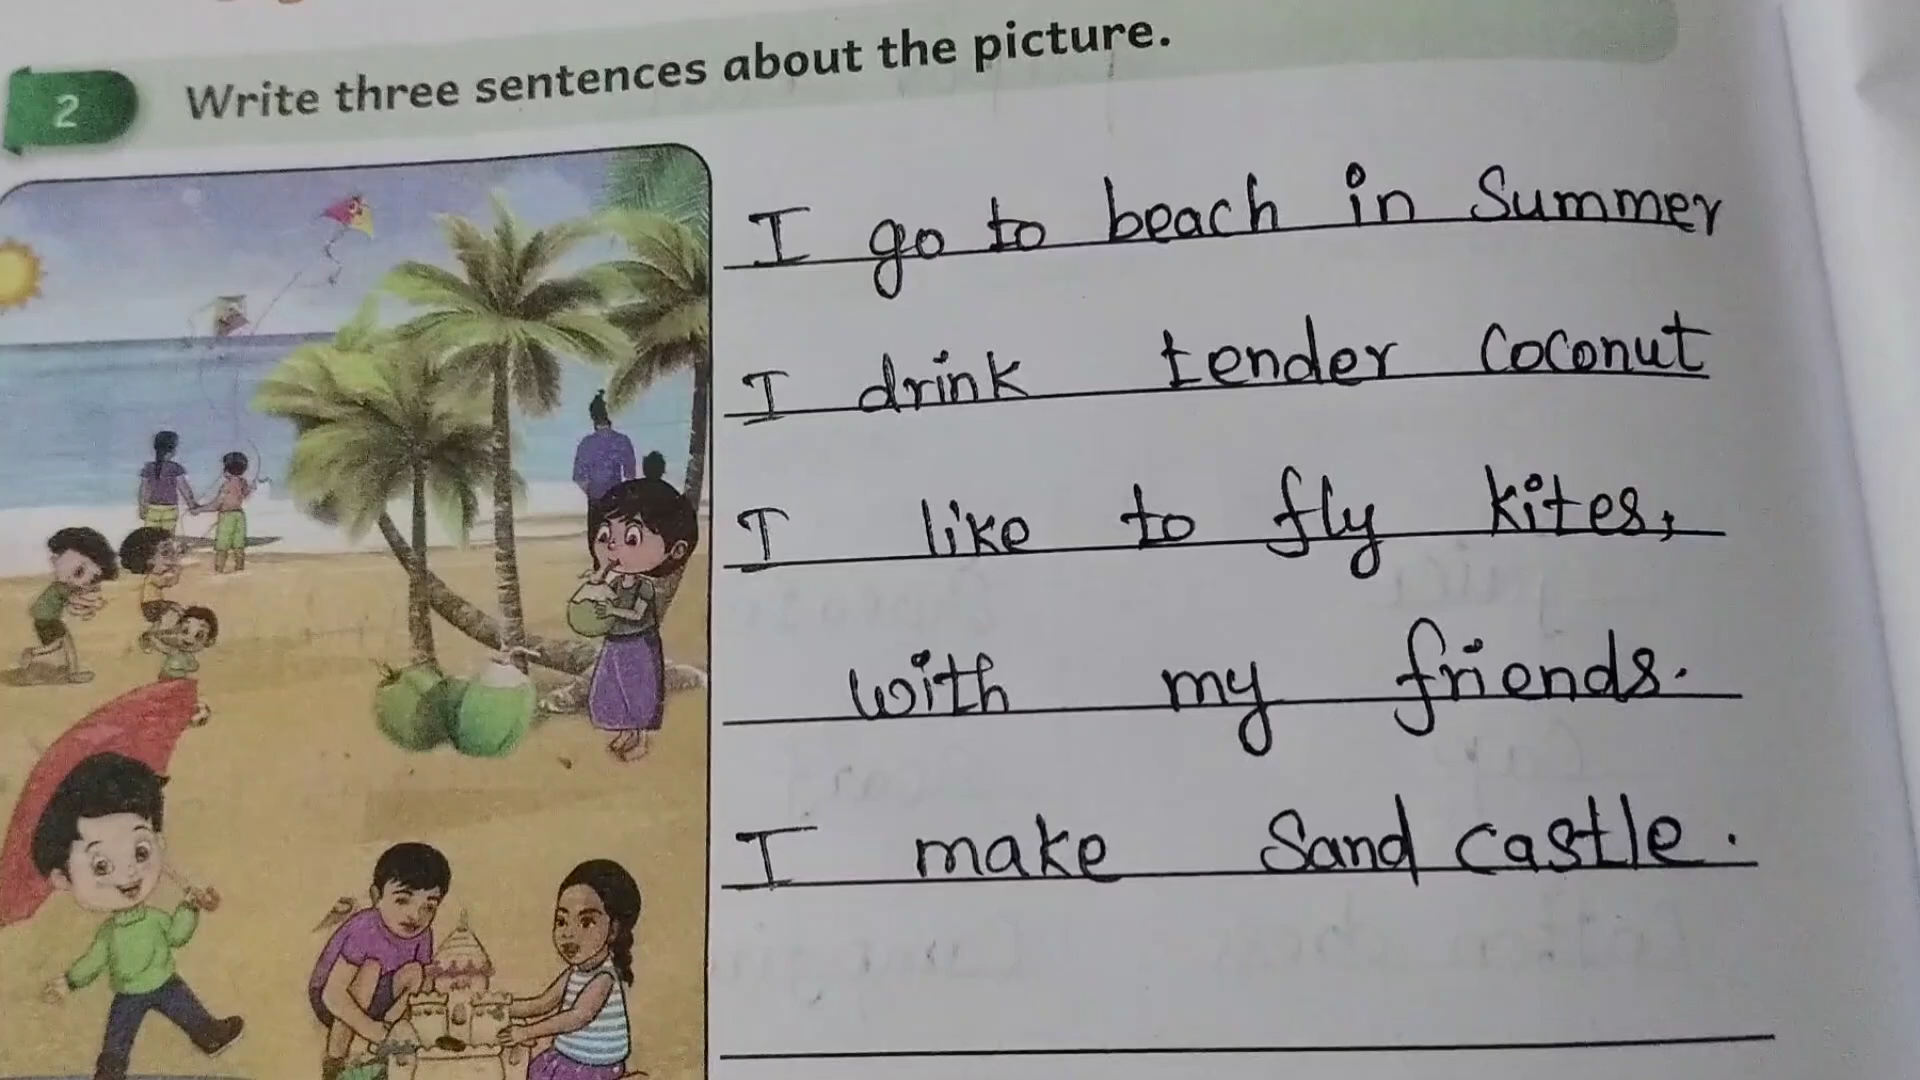 2 Write three sentences about the picture.
I go to beach in Summer
I drink tender coconut
I like to fly kites,
with my friends.
I make Sand castle.